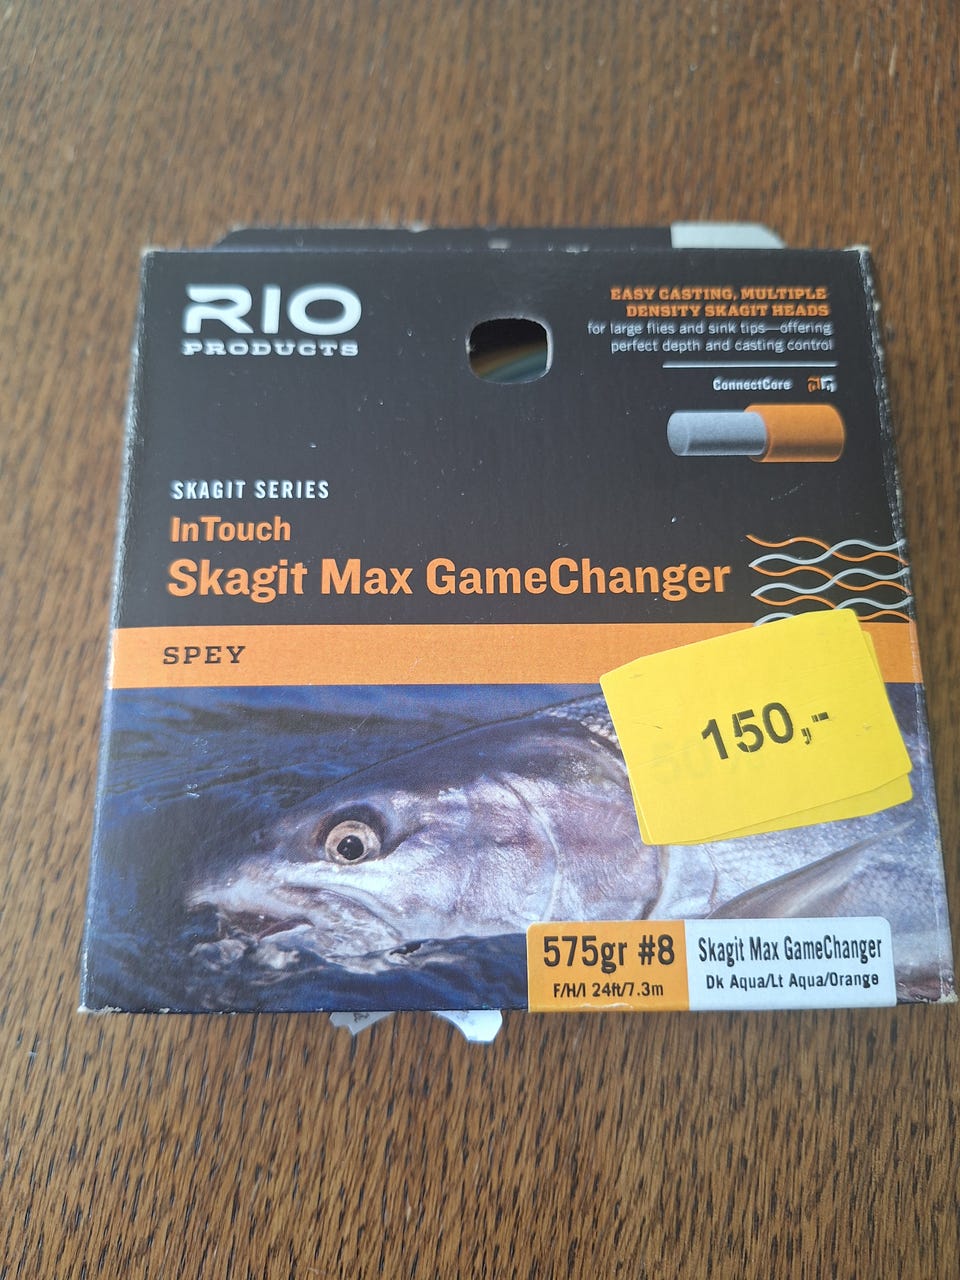 RIO
PRODUCTS
EASY CASTING, MULTIPLE
DENSITY SKAGIT HEADS
for large flies and sink tips—offering
perfect depth and casting control
ConnectCore
SKAGIT SERIES
InTouch
Skagit Max GameChanger
SPEY
150,-
575gr #8
F/H/I 24ft/7.3m
Skagit Max GameChanger
Dk Aqua/Lt Aqua/Orange